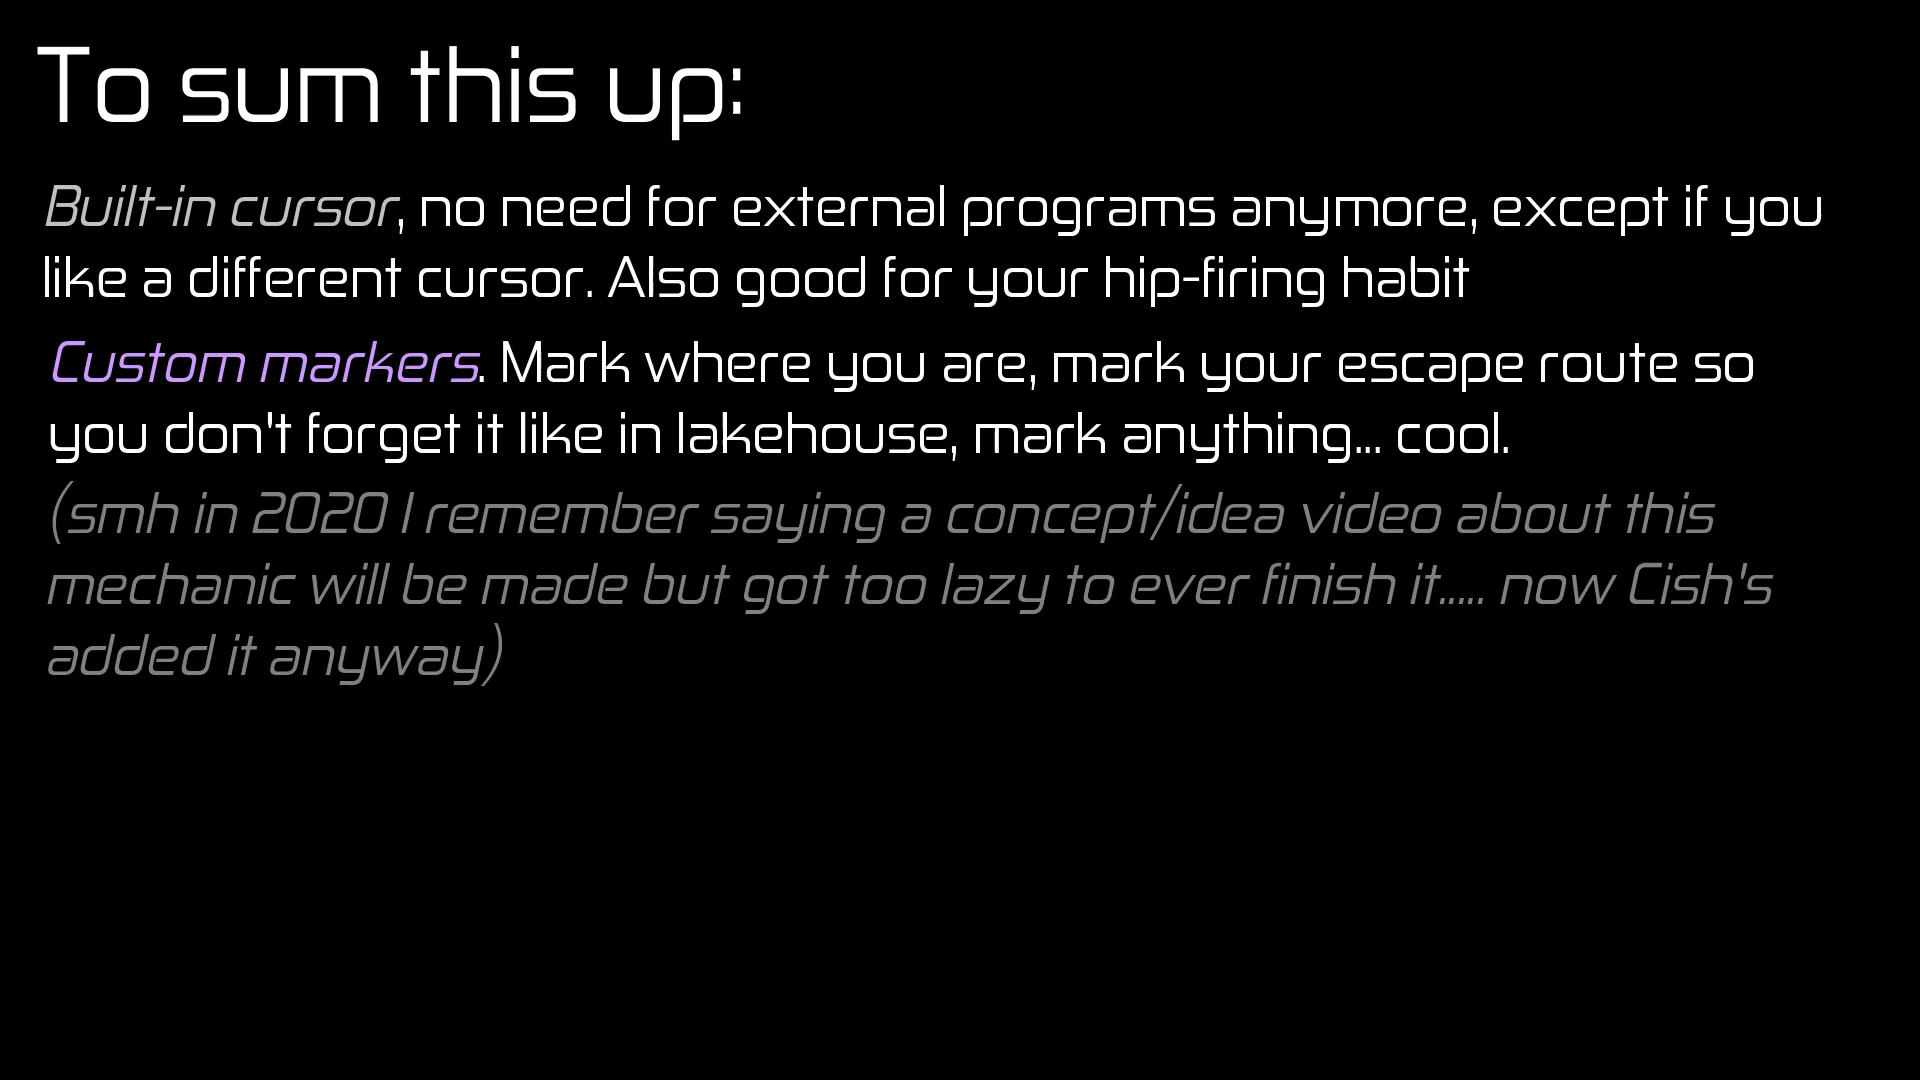 To sum this up:
Built-in cursor, no need for external programs anymore, except if you
like a different cursor. Also good for your hip-firing habit
Custom markers. Mark where you are, mark your escape route so
you don't forget it like in lakehouse, mark anything... cool.
(smh in 2020 I remember saying a concept/idea video about this
mechanic will be made but got too lazy to ever finish it..... now Cish's
added it anyway)